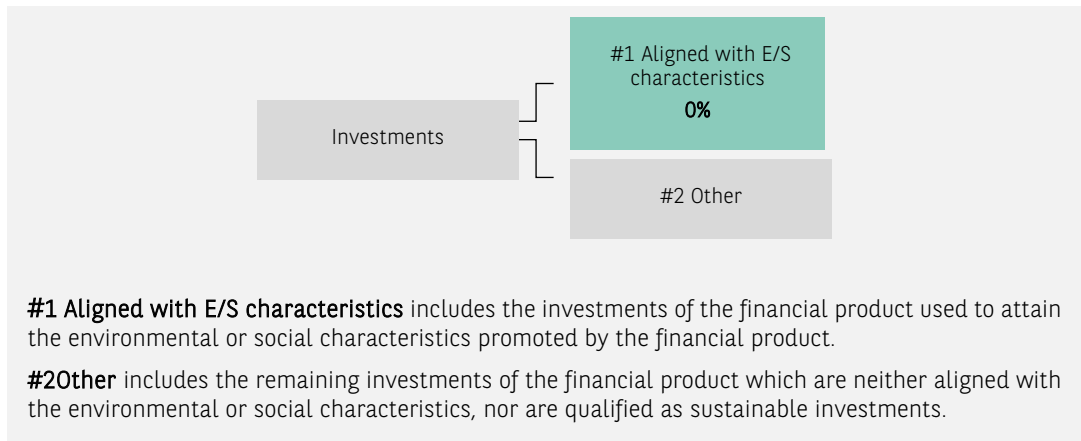 #1 Aligned with E/S
characteristics
0%
Investments
#2 Other
#1 Aligned with E/S characteristics includes the investments of the financial product used to attain
the environmental or social characteristics promoted by the financial product.
#2Other includes the remaining investments of the financial product which are neither aligned with
the environmental or social characteristics, nor are qualified as sustainable investments.